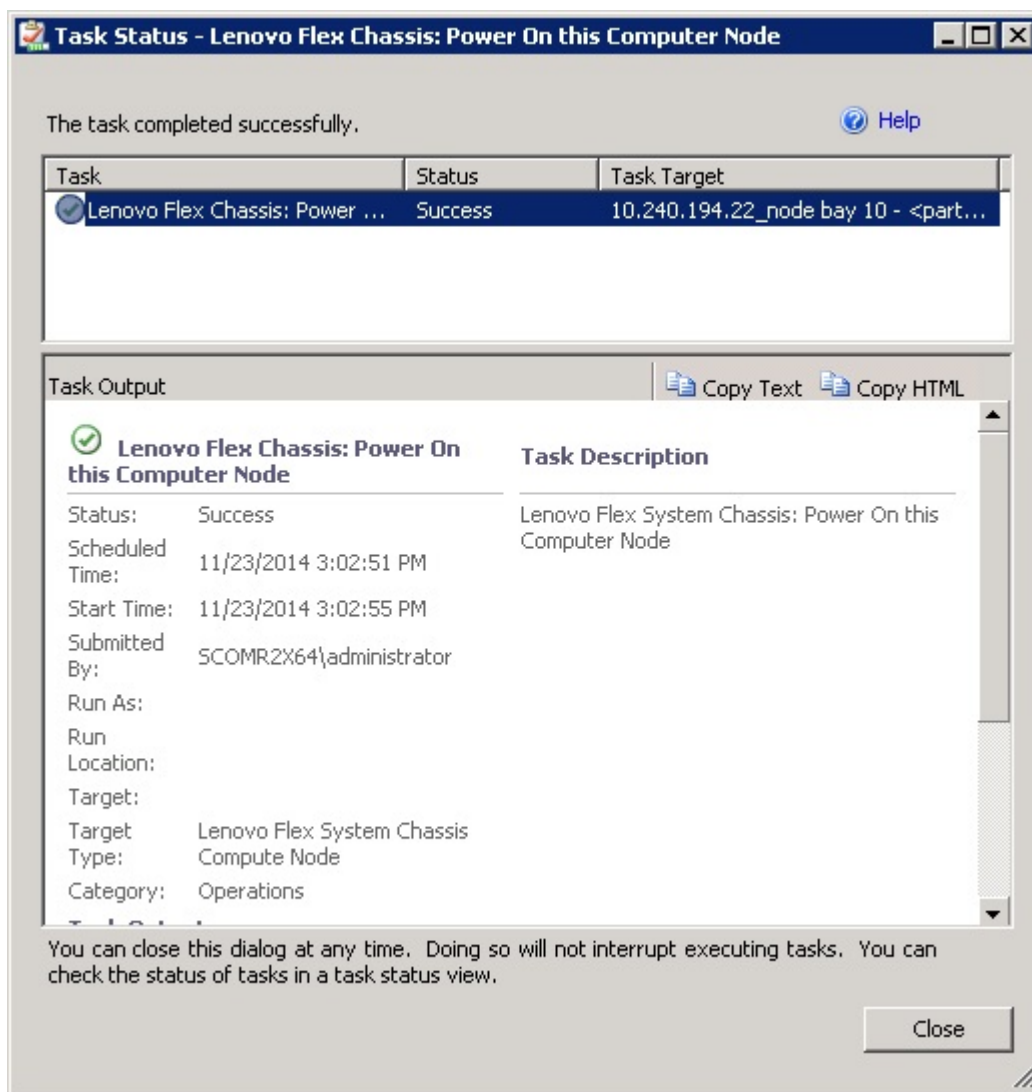 Task Status - Lenovo Flex Chassis: Power On this Computer Node
The task completed successfully.
Help
Task Status Task Target
Lenovo Flex Chassis: Power ... Success 10.240.194.22_node bay 10 - <part...
Task Output
Copy Text Copy HTML
Lenovo Flex Chassis: Power On
this Computer Node
Task Description
Lenovo Flex System Chassis: Power On this
Computer Node
Status: Success
Scheduled
Time: 11/23/2014 3:02:51 PM
Start Time: 11/23/2014 3:02:55 PM
Submitted
By: SCOMR2X64\administrator
Run As:
Run
Location:
Target:
Target Lenovo Flex System Chassis
Type: Compute Node
Category: Operations
You can close this dialog at any time. Doing so will not interrupt executing tasks. You can
check the status of tasks in a task status view.
Close